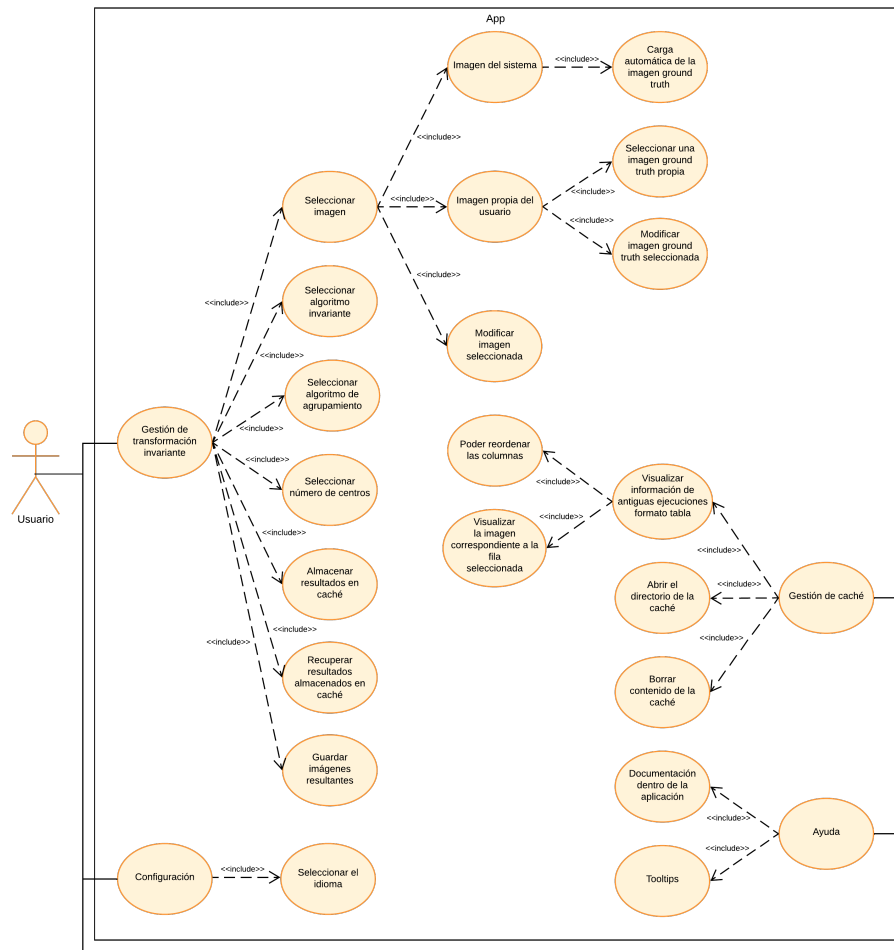 App
Imagen del sistema
<<include>>
Carga
automática de la
imagen ground
truth
<<include>>
Seleccionar una
imagen ground
truth propia
Seleccionar
imagen
<<include>>
Imagen propia del
usuario
<<include>>
<<include>>
Modificar
imagen ground
truth seleccionada
<<include>>
<<include>>
Seleccionar
algoritmo
invariante
Modificar
imagen
seleccionada
<<include>>
Seleccionar
algoritmo de
agrupamiento
<<include>>
Gestión de
transformación
invariante
<<include>>
Seleccionar
número de centros
Usuario
<<include>>
Poder reordenar
las columnas
<<include>>
Visualizar
información de
antiguas ejecuciones
formato tabla
<<include>>
Visualizar
la imagen
correspondiente a la
fila
seleccionada
<<include>>
Almacenar
resultados en
caché
Abrir el
directorio de la
caché
<<include>>
Gestión de caché
<<include>>
<<include>>
<<include>>
Recuperar
resultados
almacenados en
caché
Borrar
contenido de la
caché
Guardar
imágenes
resultantes
Documentación
dentro de la
aplicación
<<include>>
Ayuda
<<include>>
Configuración
<<include>>
Seleccionar el
idioma
Tooltips